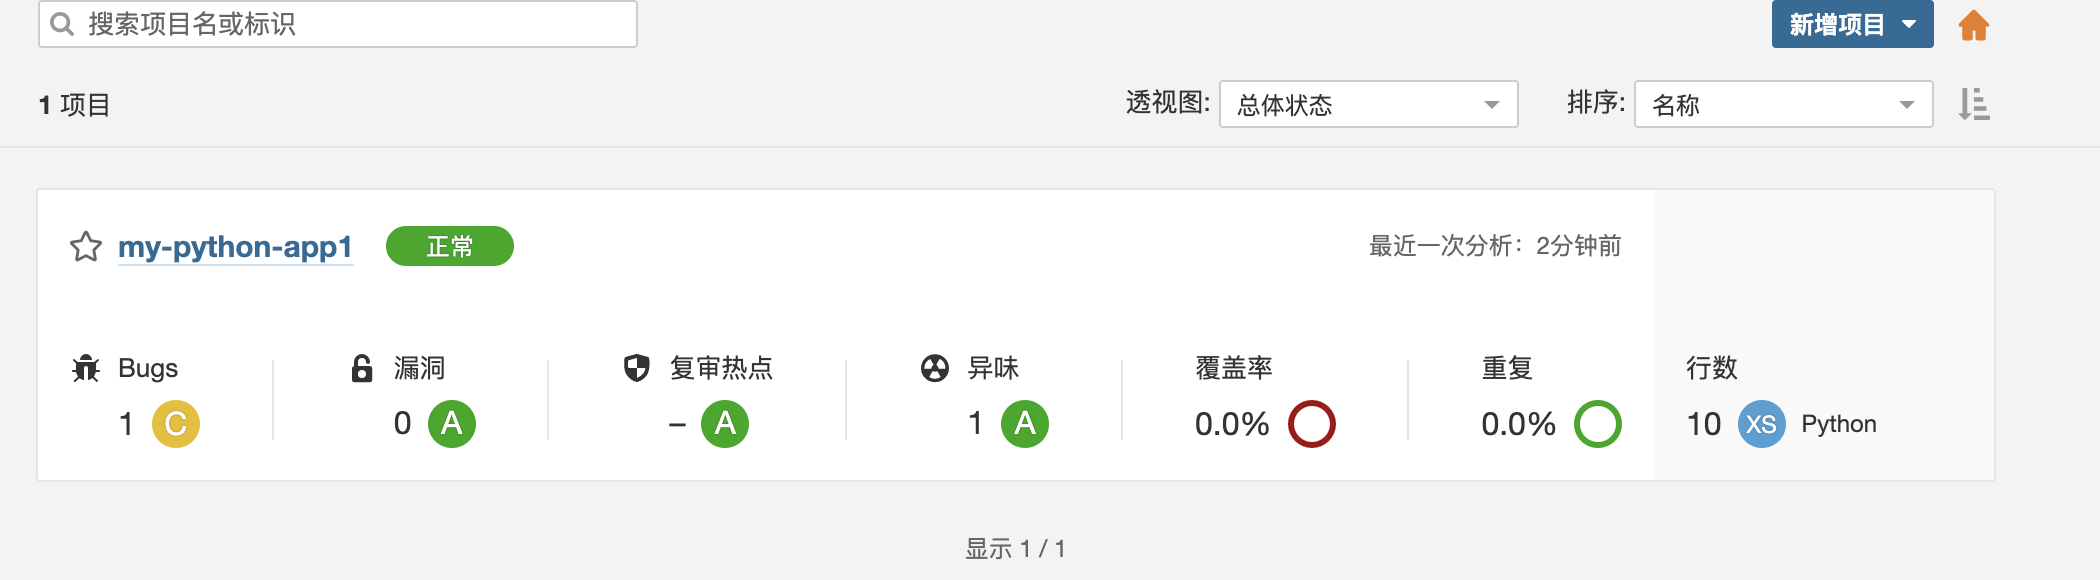 搜索项目名或标识 新增项目
1 项目 透视图: 总体状态 排序: 名称
my-python-app1 正常 最近一次分析：2分钟前
Bugs 漏洞 复审热点 异味 覆盖率 重复 行数
1 C 0 A – A 1 A 0.0% 0.0% 10 XS Python
显示 1 / 1